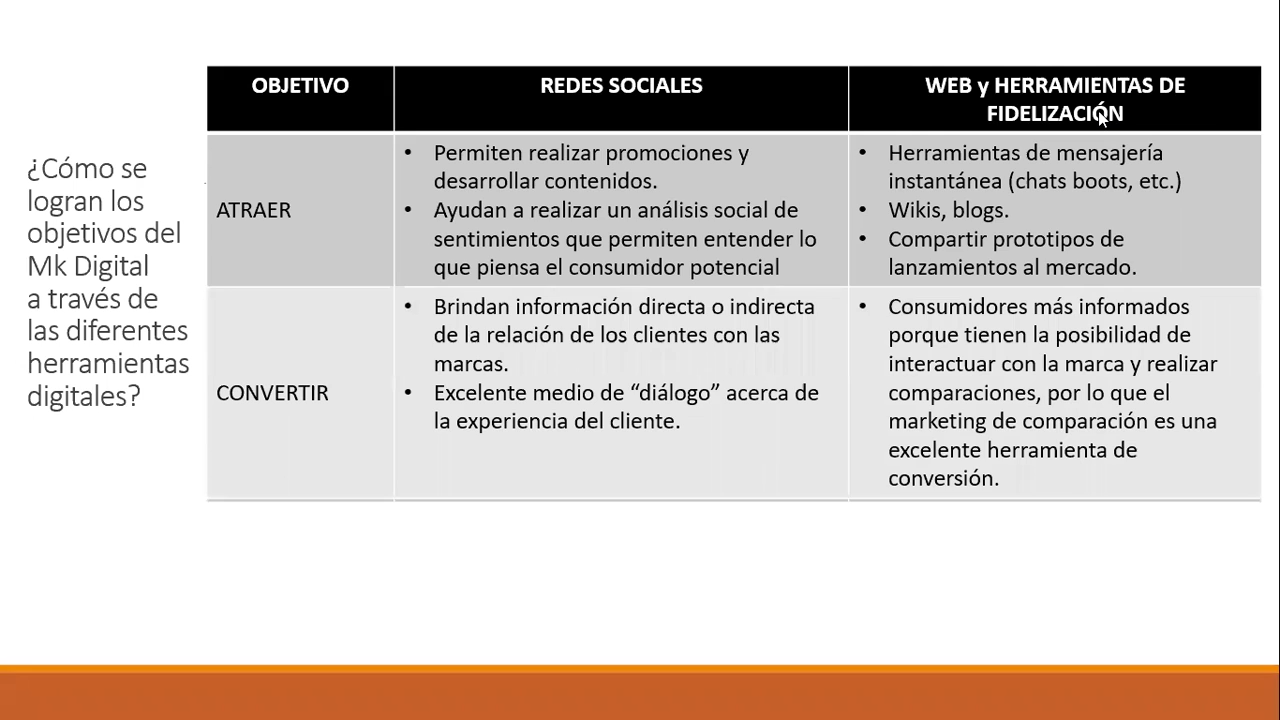 ¿Cómo se
logran los
objetivos del
Mk Digital
a través de
las diferentes
herramientas
digitales?
OBJETIVO
REDES SOCIALES
WEB y HERRAMIENTAS DE
FIDELIZACIÓN
ATRAER
• Permiten realizar promociones y
desarrollar contenidos.
• Ayudan a realizar un análisis social de
sentimientos que permiten entender lo
que piensa el consumidor potencial
• Herramientas de mensajería
instantánea (chats boots, etc.)
• Wikis, blogs.
• Compartir prototipos de
lanzamientos al mercado.
CONVERTIR
• Brindan información directa o indirecta
de la relación de los clientes con las
marcas.
• Excelente medio de “diálogo” acerca de
la experiencia del cliente.
• Consumidores más informados
porque tienen la posibilidad de
interactuar con la marca y realizar
comparaciones, por lo que el
marketing de comparación es una
excelente herramienta de
conversión.